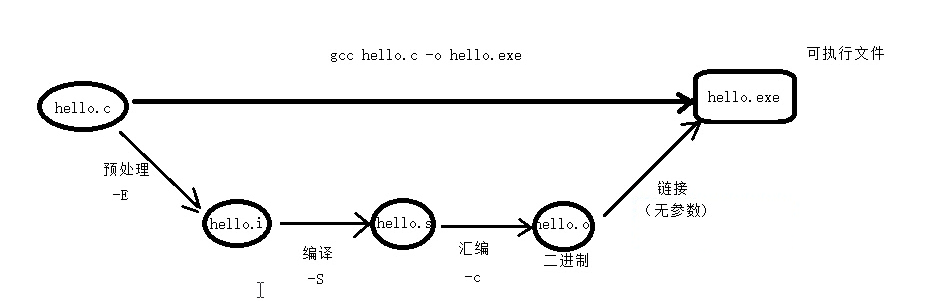 gcc hello.c -o hello.exe
可执行文件
hello.c
hello.exe
预处理
-E
链接
(无参数)
hello.i
hello.s
hello.o
编译
-S
汇编
-c
二进制